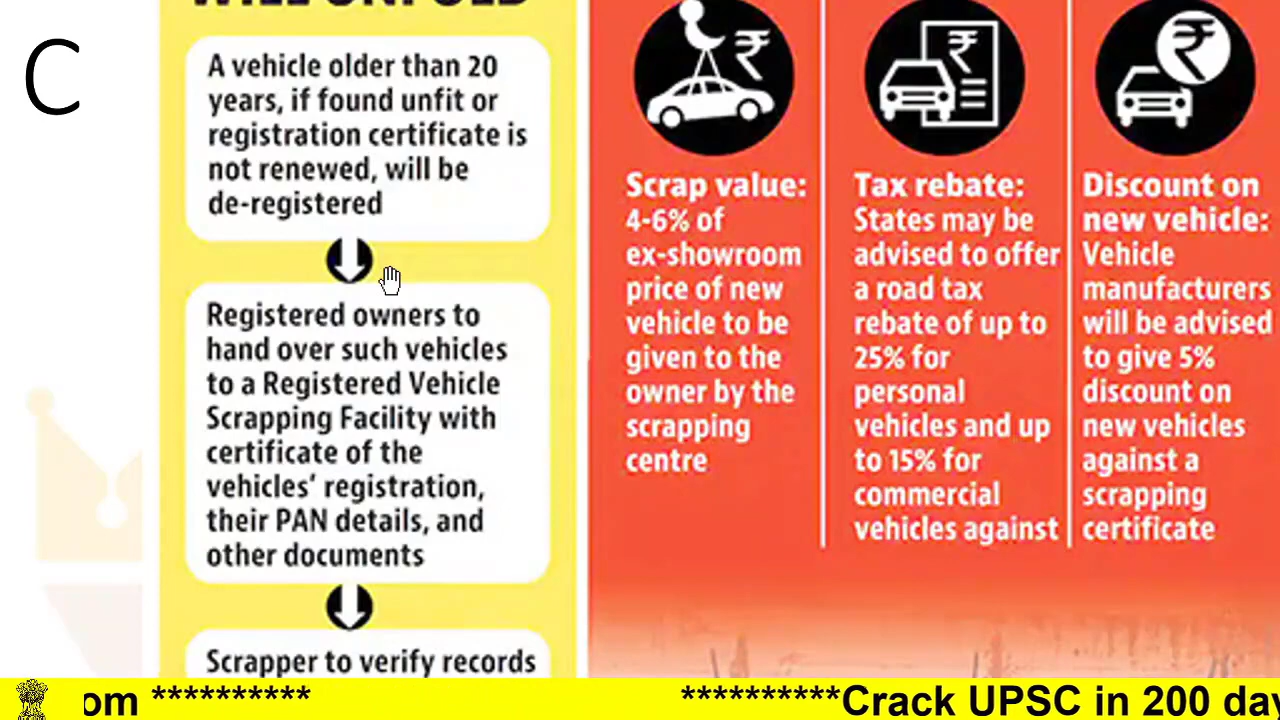 WILL UNFOLD
C
A vehicle older than 20
years, if found unfit or
registration certificate is
not renewed, will be
de-registered
Registered owners to
hand over such vehicles
to a Registered Vehicle
Scrapping Facility with
certificate of the
vehicles' registration,
their PAN details, and
other documents
Scrapper to verify records
₹
Scrap value:
4-6% of
ex-showroom
price of new
vehicle to be
given to the
owner by the
scrapping
centre
₹
Tax rebate:
States may be
advised to offer
a road tax
rebate of up to
25% for
personal
vehicles and up
to 15% for
commercial
vehicles against
₹
Discount on
new vehicle:
Vehicle
manufacturers
will be advised
to give 5%
discount on
new vehicles
against a
scrapping
certificate
om ********** **********Crack UPSC in 200 day